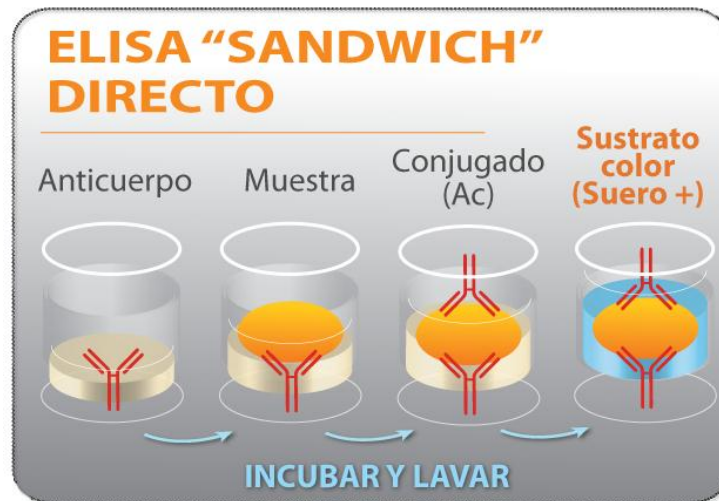 ELISA “SANDWICH”
DIRECTO
Anticuerpo
Muestra
Conjugado
(Ac)
Sustrato
color
(Suero +)
INCUBAR Y LAVAR